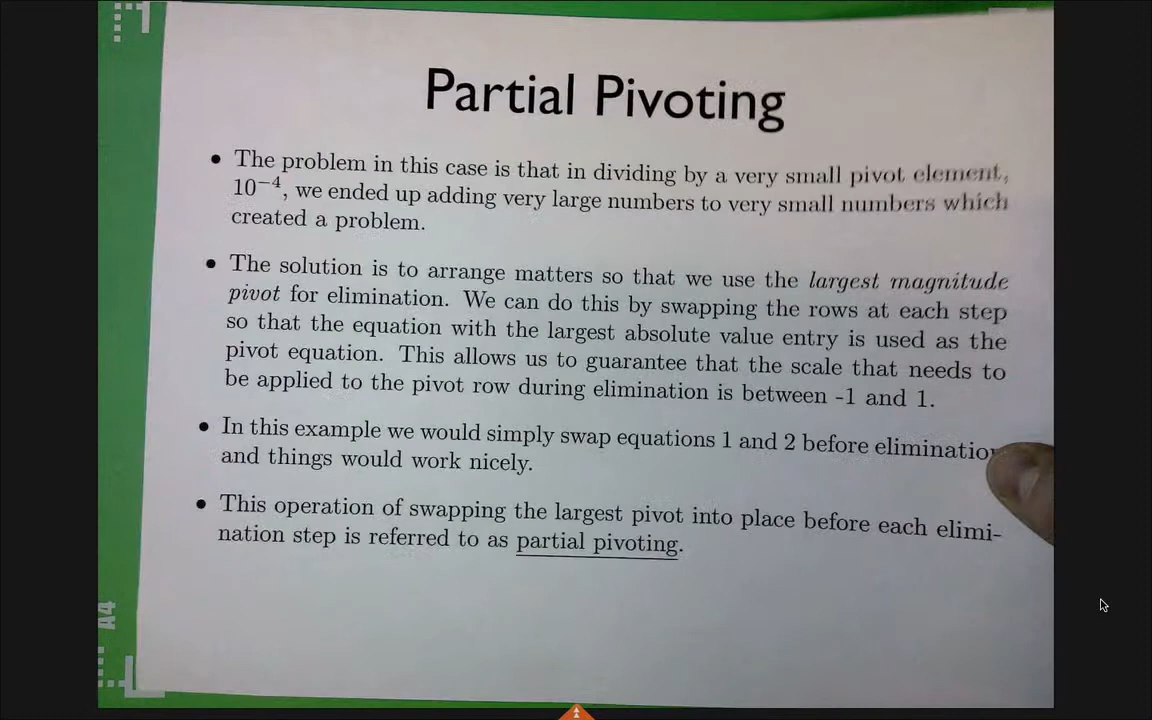 Partial Pivoting
• The problem in this case is that in dividing by a very small pivot element,
10⁻⁴, we ended up adding very large numbers to very small numbers which
created a problem.
• The solution is to arrange matters so that we use the largest magnitude
pivot for elimination. We can do this by swapping the rows at each step
so that the equation with the largest absolute value entry is used as the
pivot equation. This allows us to guarantee that the scale that needs to
be applied to the pivot row during elimination is between -1 and 1.
• In this example we would simply swap equations 1 and 2 before elimination
and things would work nicely.
• This operation of swapping the largest pivot into place before each elimi-
nation step is referred to as partial pivoting.
A4